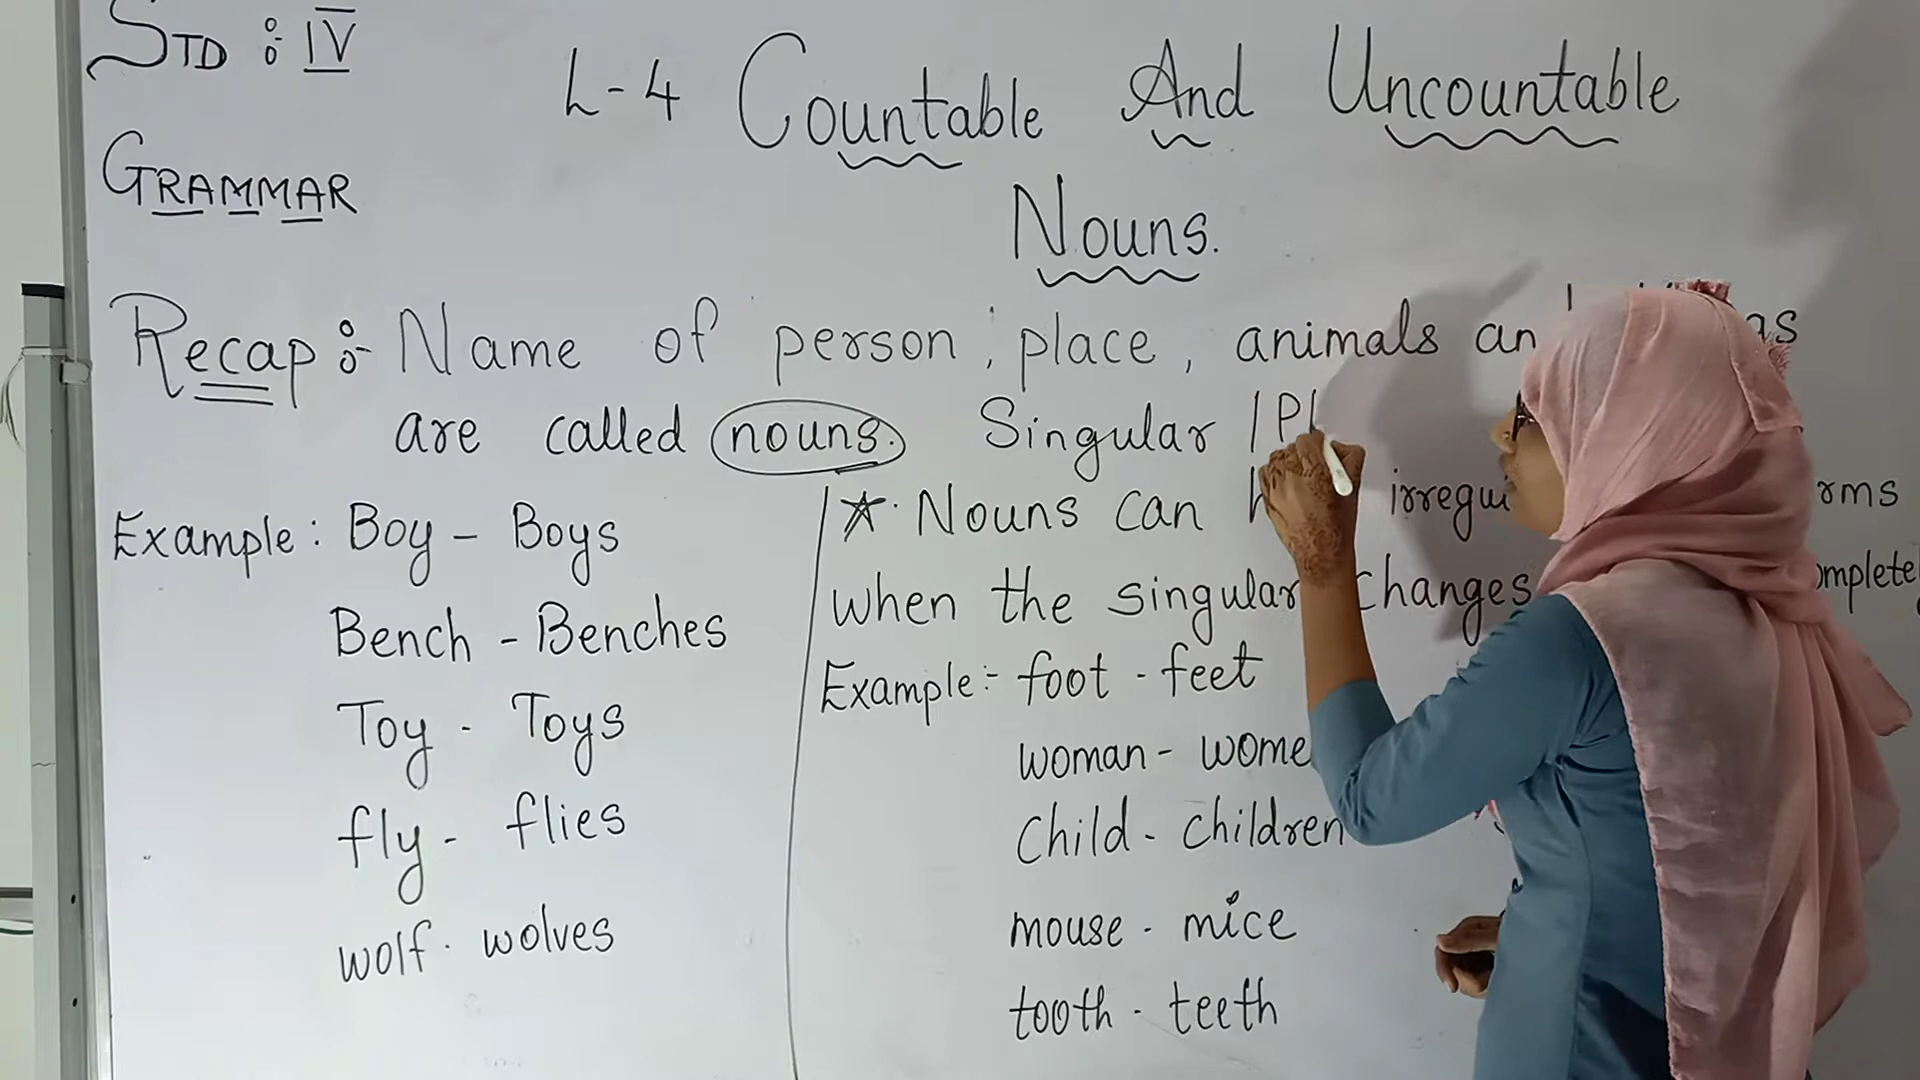 STD : IV
L-4 Countable And Uncountable
Nouns.
GRAMMAR
Recap : Name of person, place, animals
are called nouns. Singular / Pl
Example : Boy - Boys
Bench - Benches
Toy - Toys
fly - flies
wolf - wolves
* Nouns can
when the singular changes
Example :- foot - feet
woman - wome
Child - children
mouse - mice
tooth - teeth